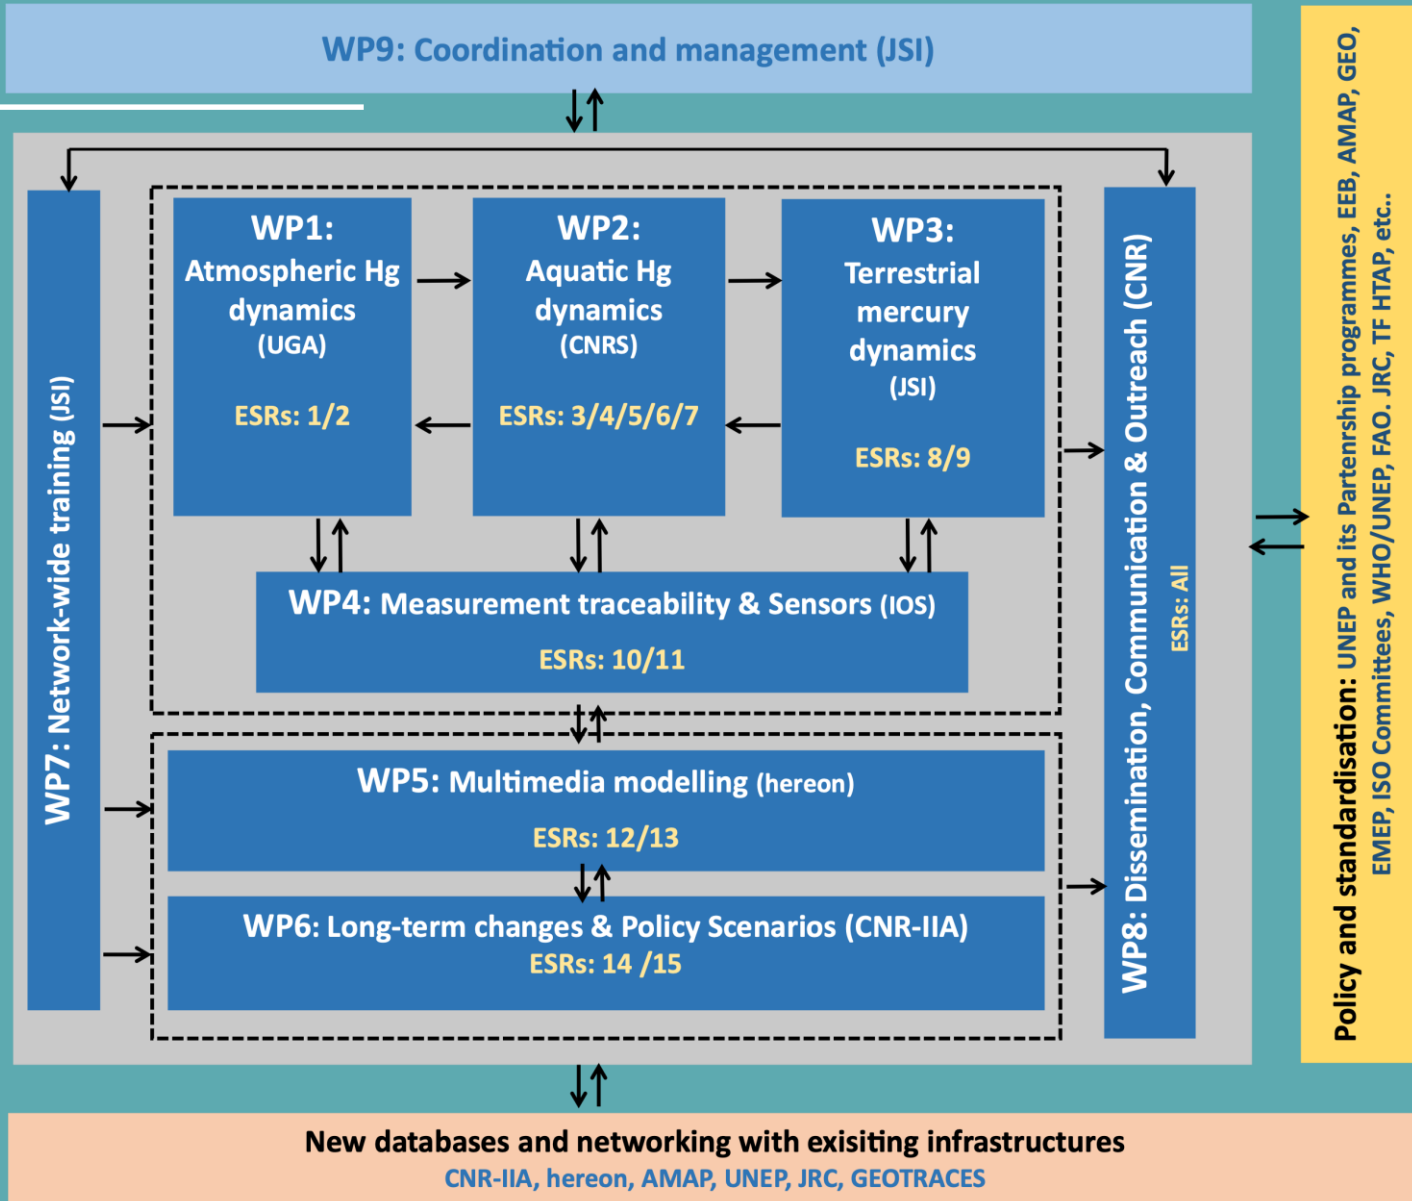 WP9: Coordination and management (JSI)
WP7: Network-wide training (JSI)
WP1:
Atmospheric Hg
dynamics
(UGA)
ESRs: 1/2
WP2:
Aquatic Hg
dynamics
(CNRS)
ESRs: 3/4/5/6/7
WP3:
Terrestrial
mercury
dynamics
(JSI)
ESRs: 8/9
WP4: Measurement traceability & Sensors (IOS)
ESRs: 10/11
WP5: Multimedia modelling (hereon)
ESRs: 12/13
WP6: Long-term changes & Policy Scenarios (CNR-IIA)
ESRs: 14 /15
WP8: Dissemination, Communication & Outreach (CNR)
ESRs: All
Policy and standardisation: UNEP and its Partenrship programmes, EEB, AMAP, GEO,
EMEP, ISO Committees, WHO/UNEP, FAO. JRC, TF HTAP, etc..
New databases and networking with exisiting infrastructures
CNR-IIA, hereon, AMAP, UNEP, JRC, GEOTRACES